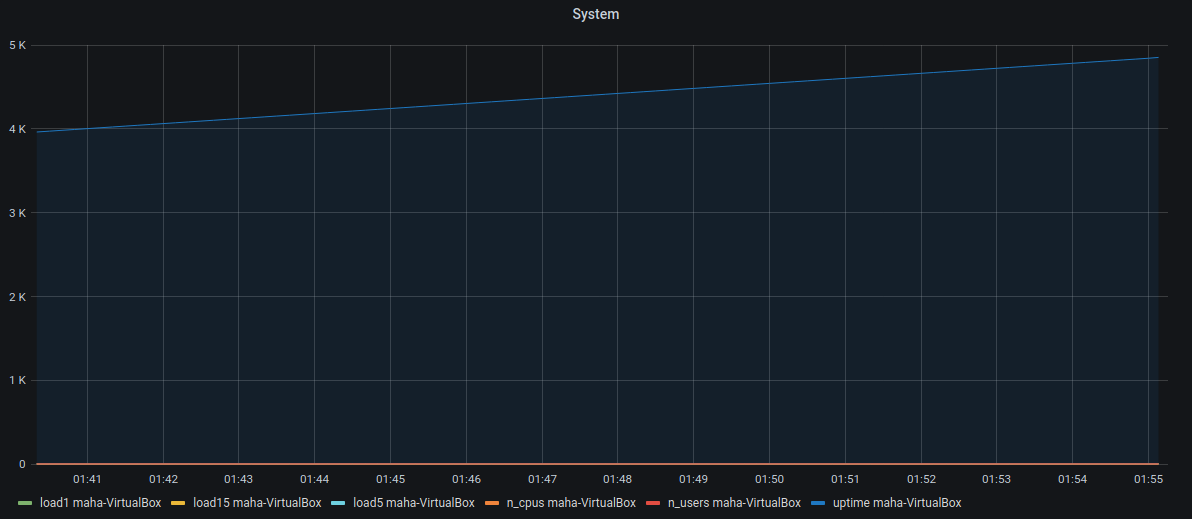 System
5 K
4 K
3 K
2 K
1 K
0
01:41 01:42 01:43 01:44 01:45 01:46 01:47 01:48 01:49 01:50 01:51 01:52 01:53 01:54 01:55
load1 maha-VirtualBox load15 maha-VirtualBox load5 maha-VirtualBox n_cpus maha-VirtualBox n_users maha-VirtualBox uptime maha-VirtualBox